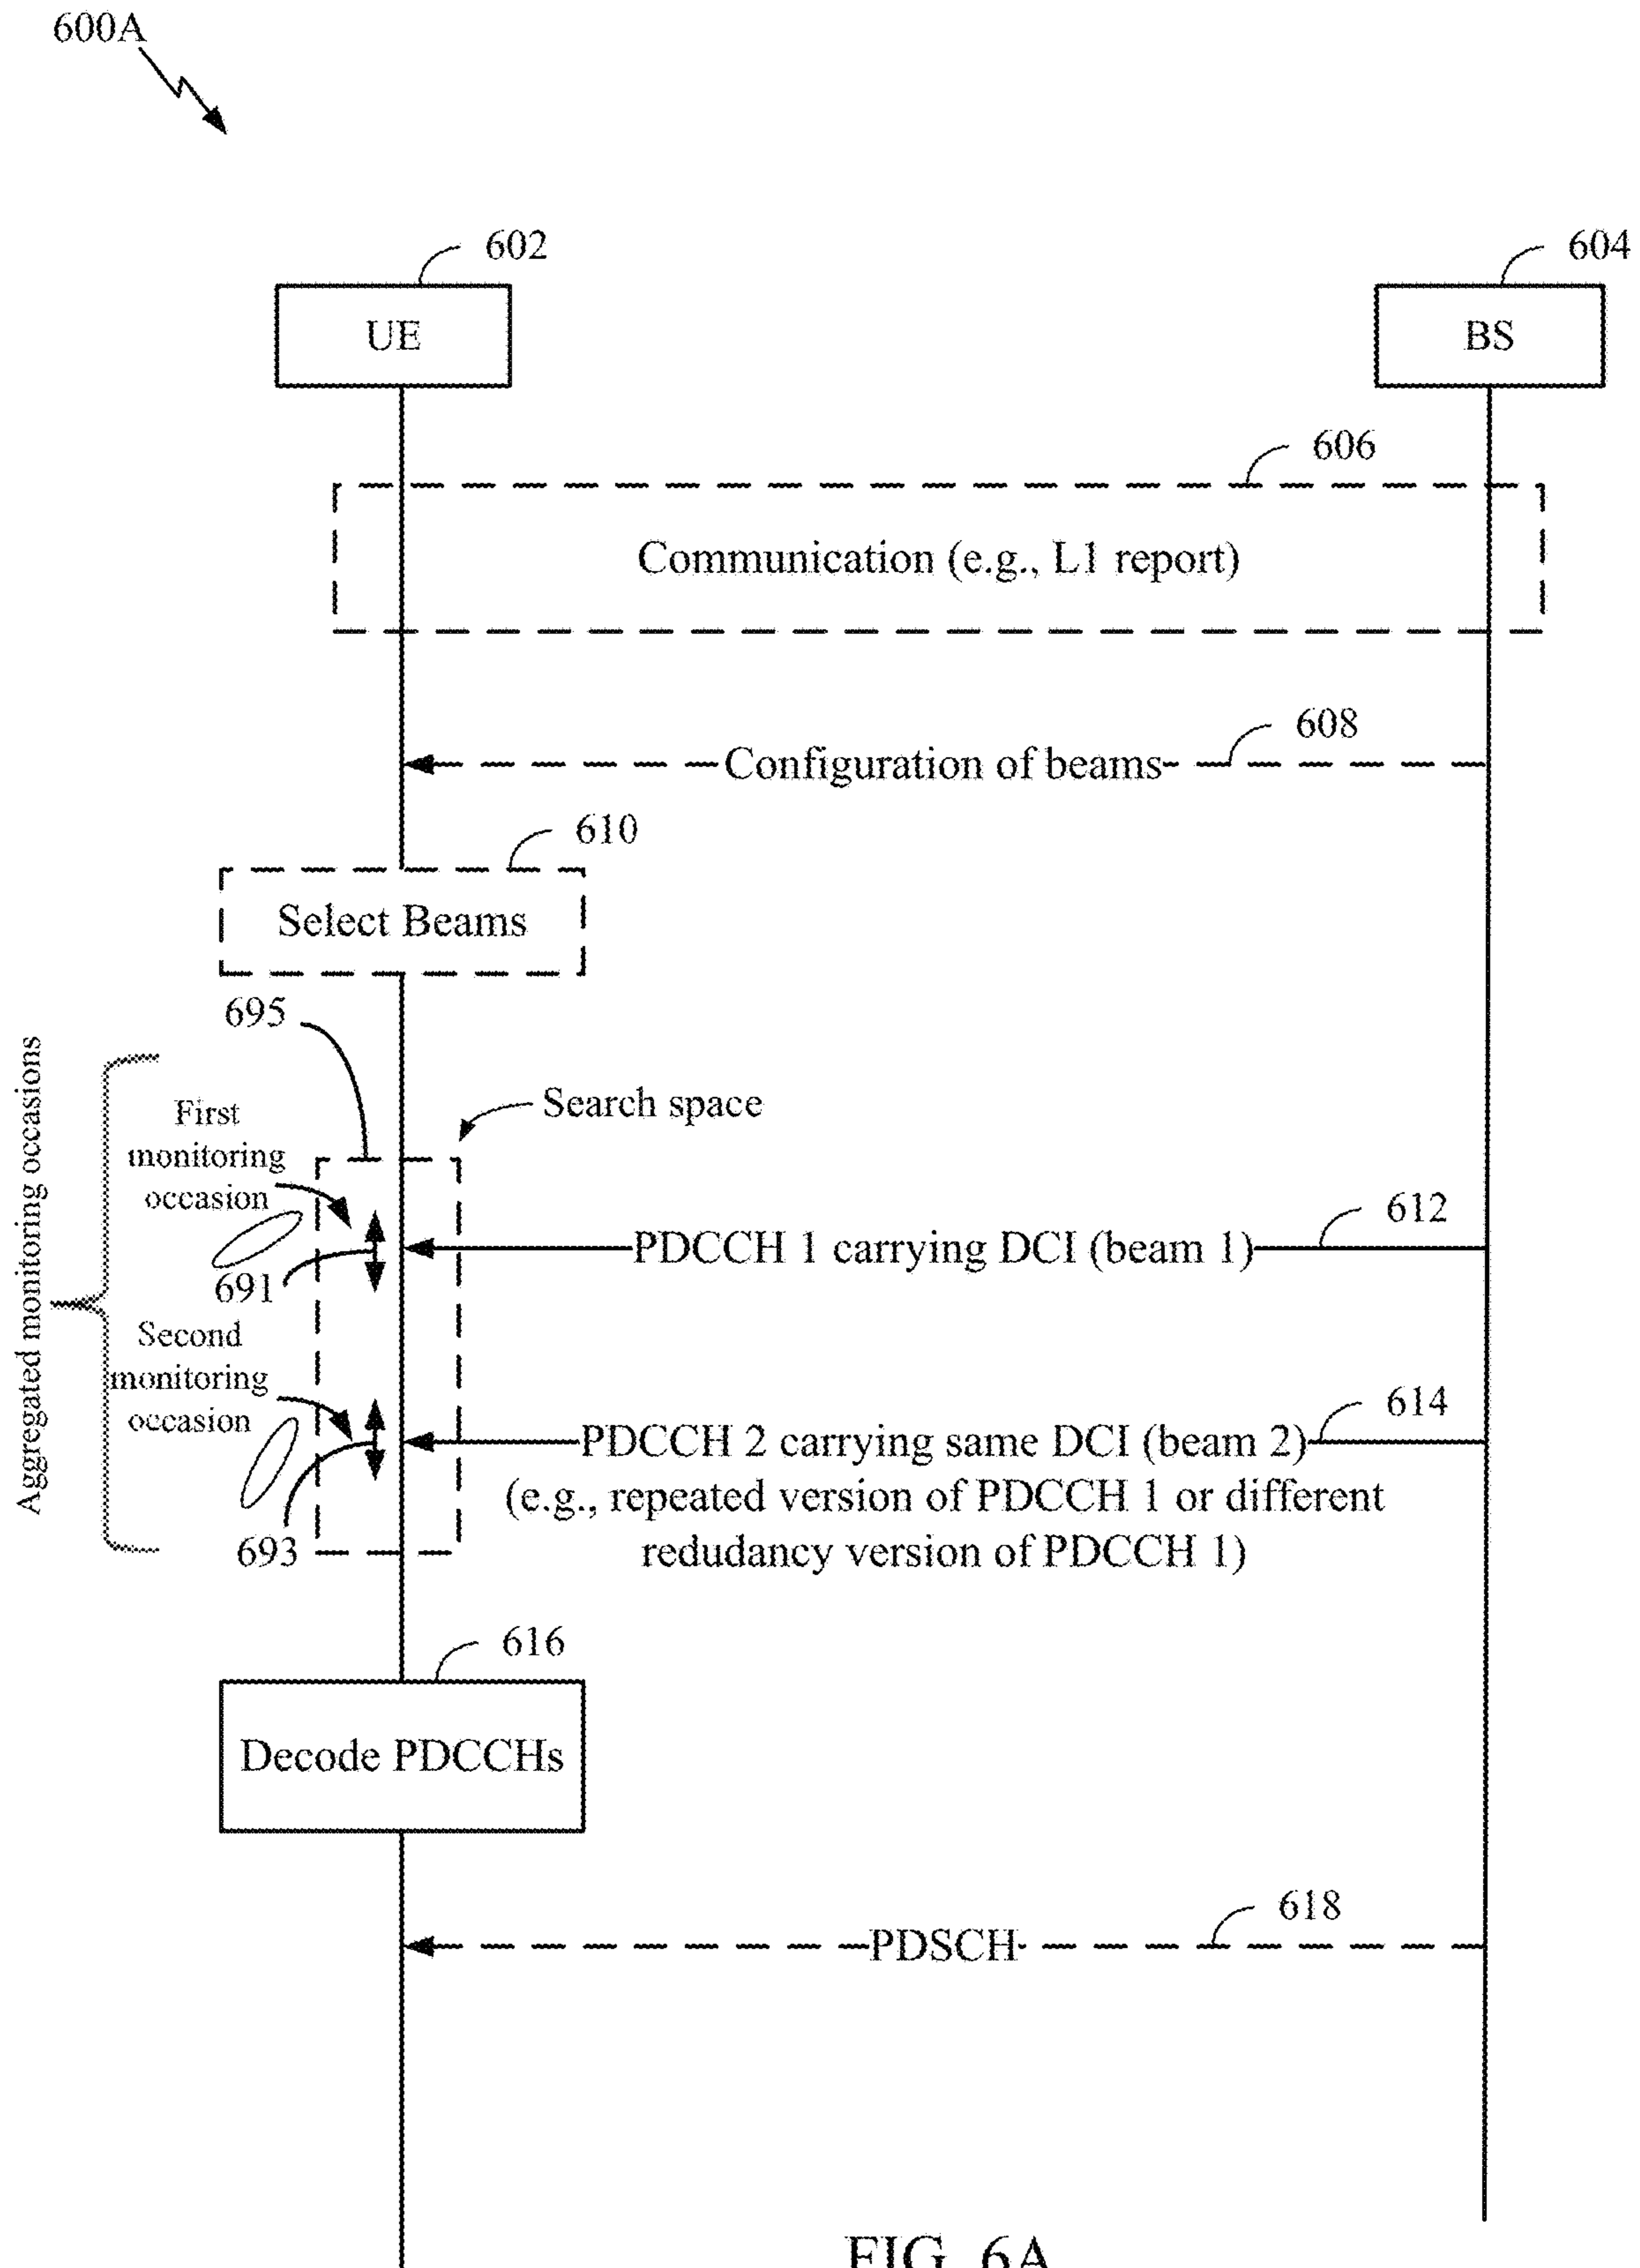 600A
602
604
UE
BS
606
Communication (e.g., L1 report)
608
Configuration of beams
610
Select Beams
695
Aggregated monitoring occasions
First
monitoring
occasion
Search space
612
PDCCH 1 carrying DCI (beam 1)
691
Second
monitoring
occasion
614
PDCCH 2 carrying same DCI (beam 2)
(e.g., repeated version of PDCCH 1 or different
redudancy version of PDCCH 1)
693
616
Decode PDCCHs
618
PDSCH
FIG. 6A